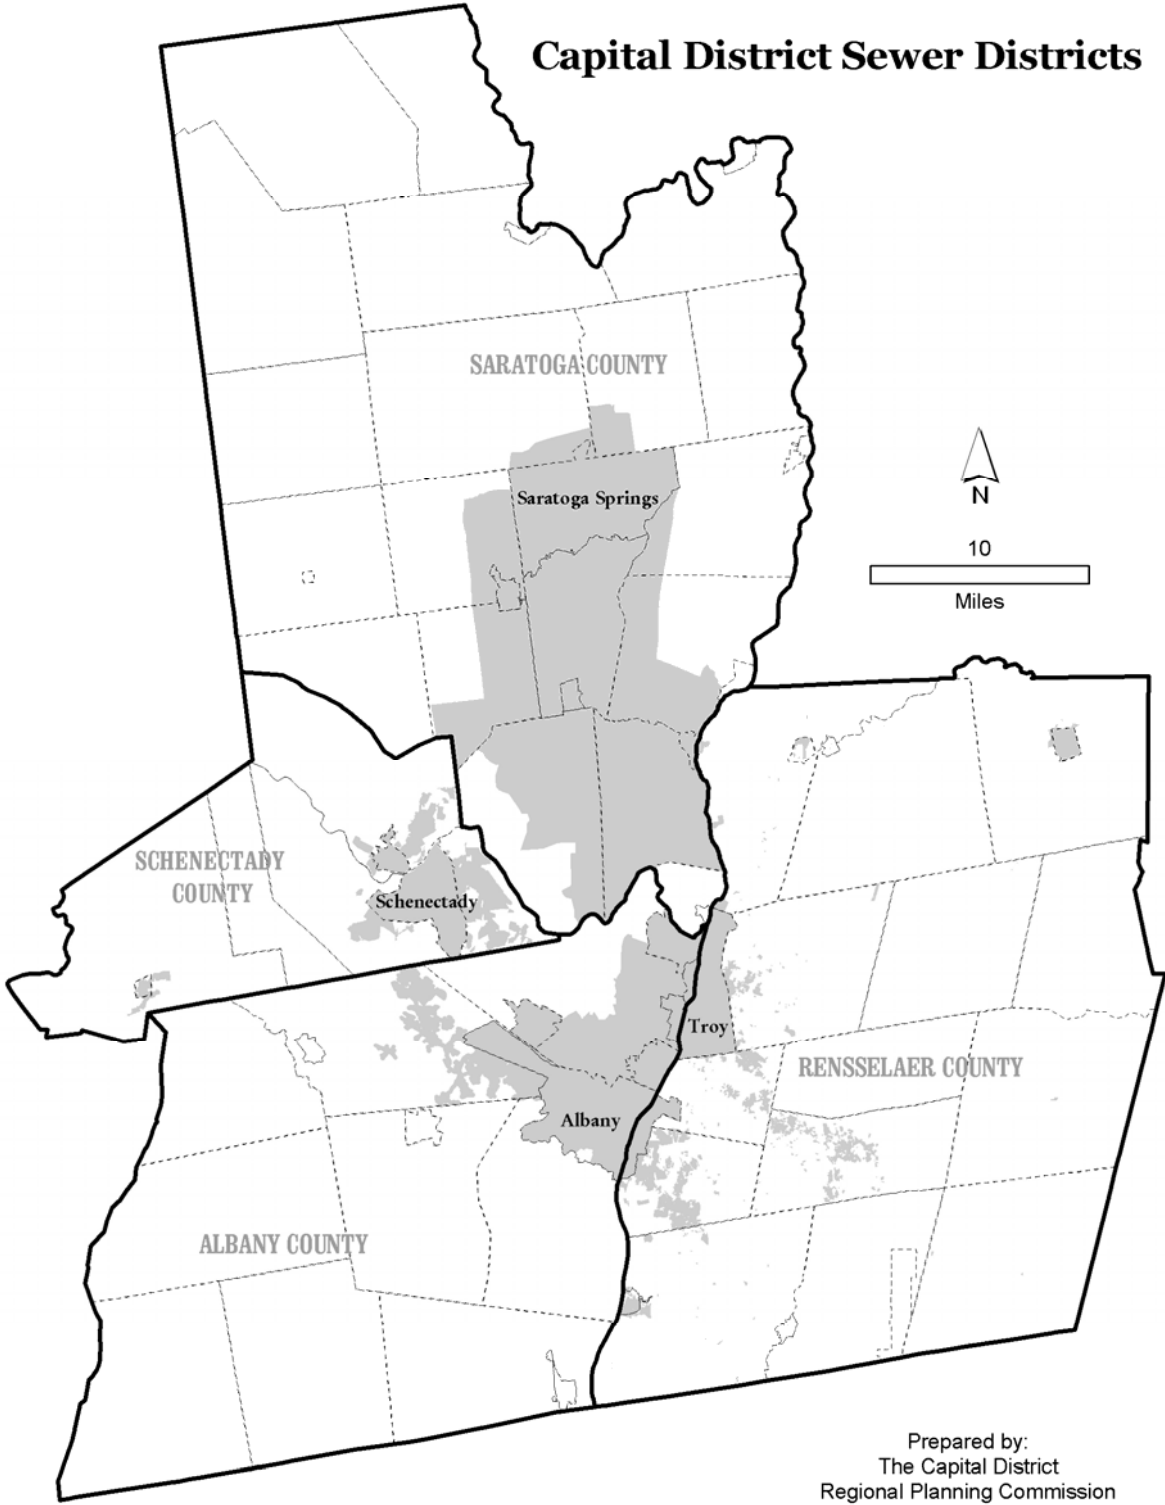 Capital District Sewer Districts
SARATOGA COUNTY
Saratoga Springs
N
10
Miles
SCHENECTADY
COUNTY
Schenectady
Troy
RENSSELAER COUNTY
Albany
ALBANY COUNTY
Prepared by:
The Capital District
Regional Planning Commission